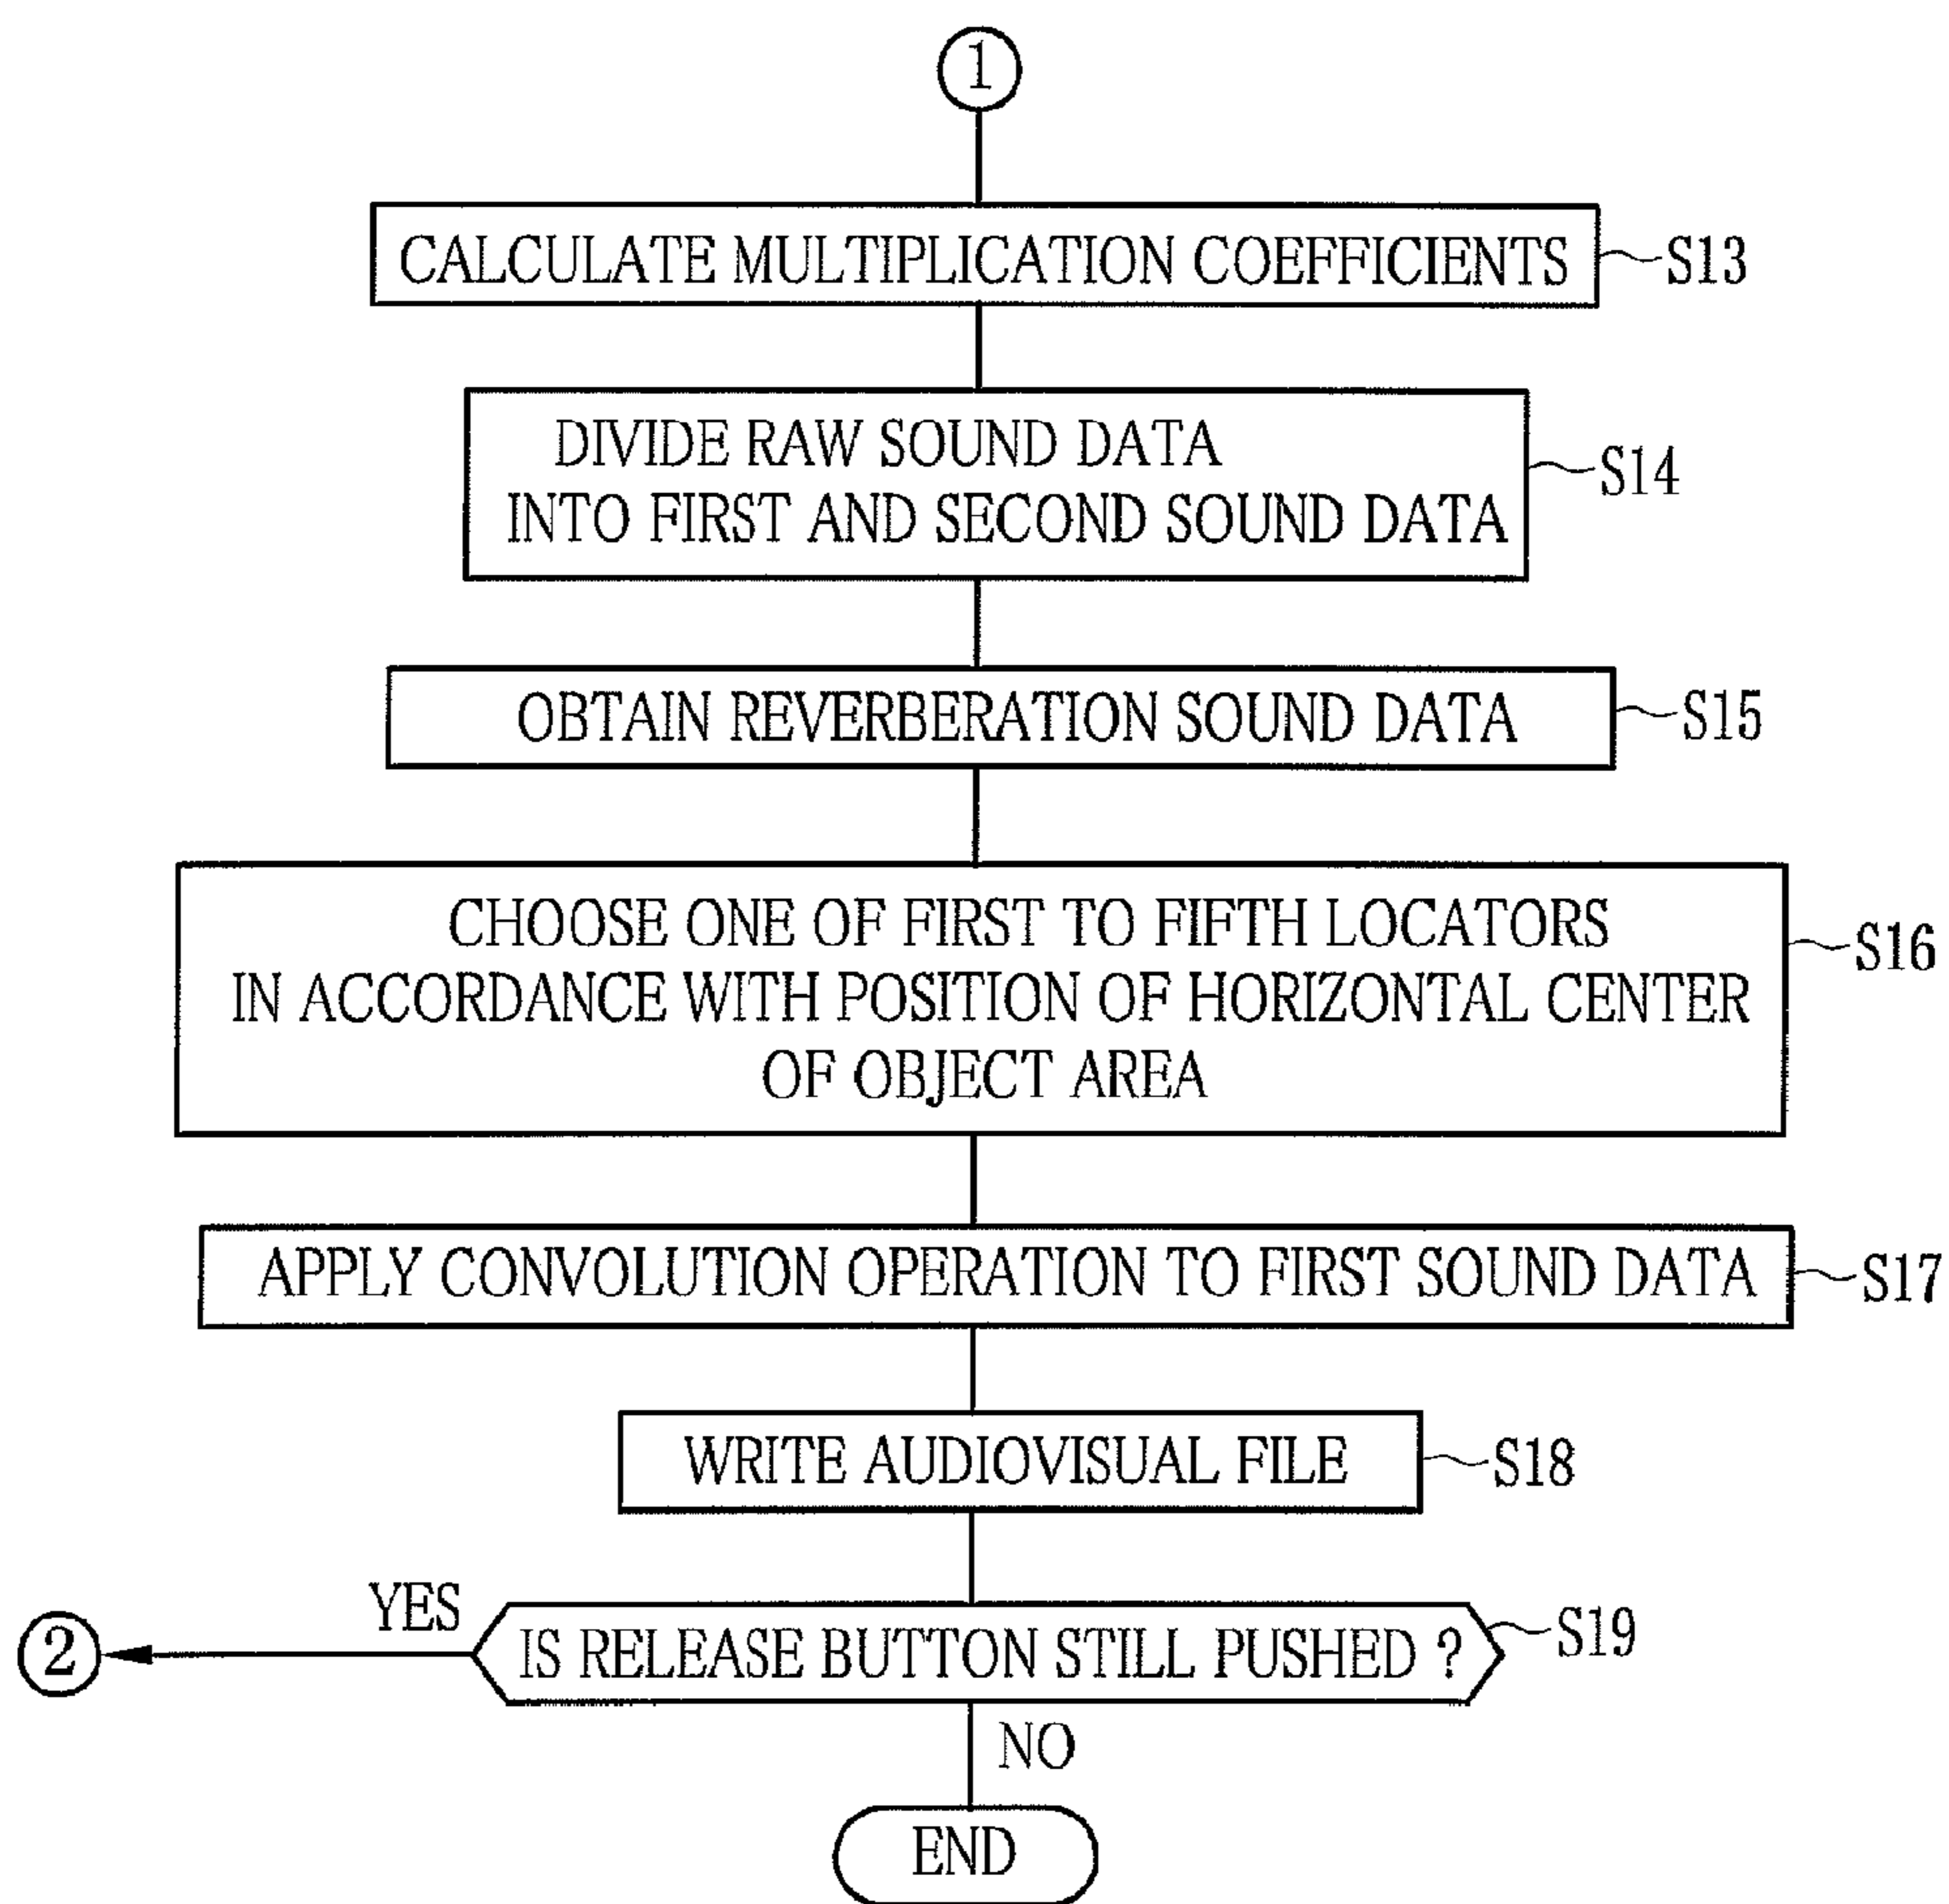 1
CALCULATE MULTIPLICATION COEFFICIENTS
S13
DIVIDE RAW SOUND DATA
INTO FIRST AND SECOND SOUND DATA
S14
OBTAIN REVERBERATION SOUND DATA
S15
CHOOSE ONE OF FIRST TO FIFTH LOCATORS
IN ACCORDANCE WITH POSITION OF HORIZONTAL CENTER
OF OBJECT AREA
S16
APPLY CONVOLUTION OPERATION TO FIRST SOUND DATA
S17
WRITE AUDIOVISUAL FILE
S18
IS RELEASE BUTTON STILL PUSHED ?
S19
YES
2
NO
END